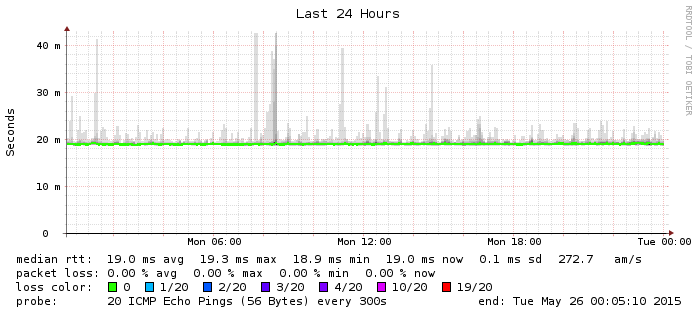 Last 24 Hours
RRDTOOL / TOBI OETIKER
Seconds
40 m
30 m
20 m
10 m
0
Mon 06:00 Mon 12:00 Mon 18:00 Tue 00:00
median rtt: 19.0 ms avg 19.3 ms max 18.9 ms min 19.0 ms now 0.1 ms sd 272.7 am/s
packet loss: 0.00 % avg 0.00 % max 0.00 % min 0.00 % now
loss color: 0 1/20 2/20 3/20 4/20 10/20 19/20
probe: 20 ICMP Echo Pings (56 Bytes) every 300s end: Tue May 26 00:05:10 2015